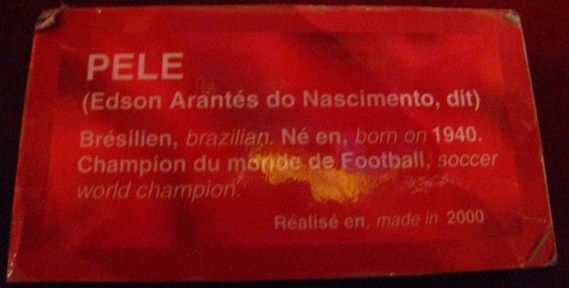 PELE
(Edson Arantés do Nascimento, dit)
Brésilien, brazilian. Né en, born on 1940.
Champion du monde de Football, soccer
world champion.
Réalisé en, made in 2000